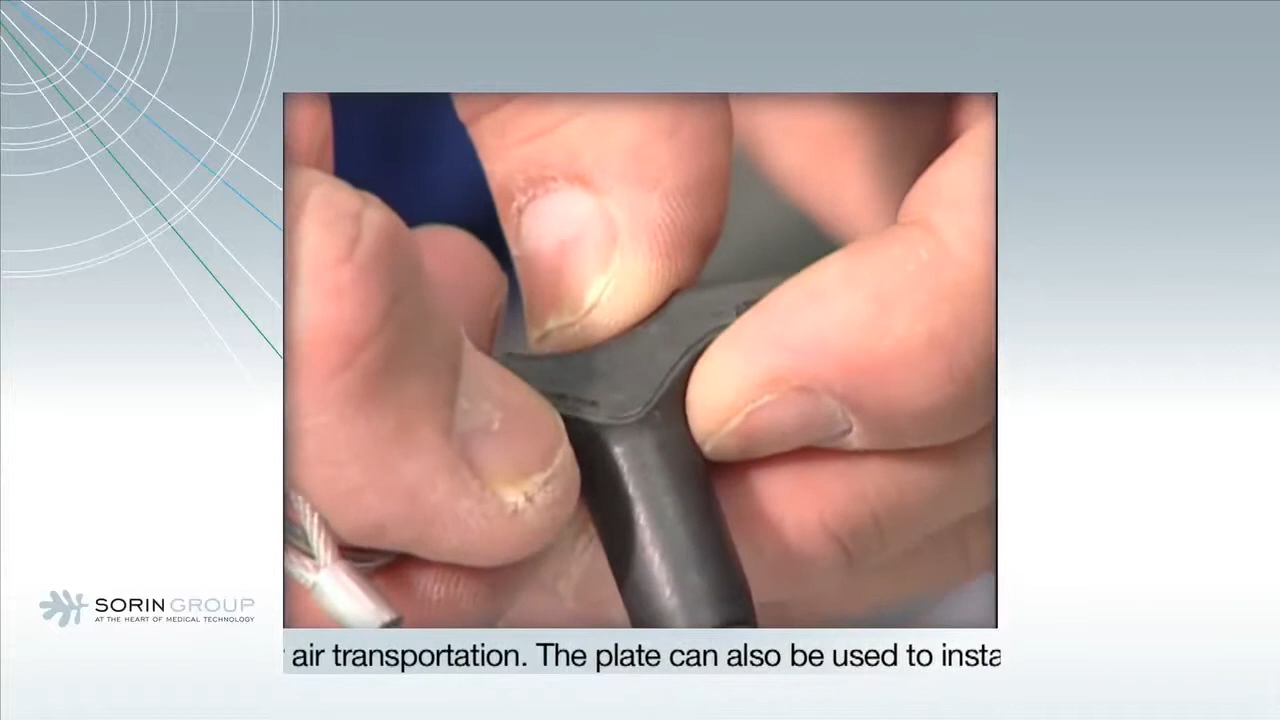 SORIN GROUP
AT THE HEART OF MEDICAL TECHNOLOGY
air transportation. The plate can also be used to insta